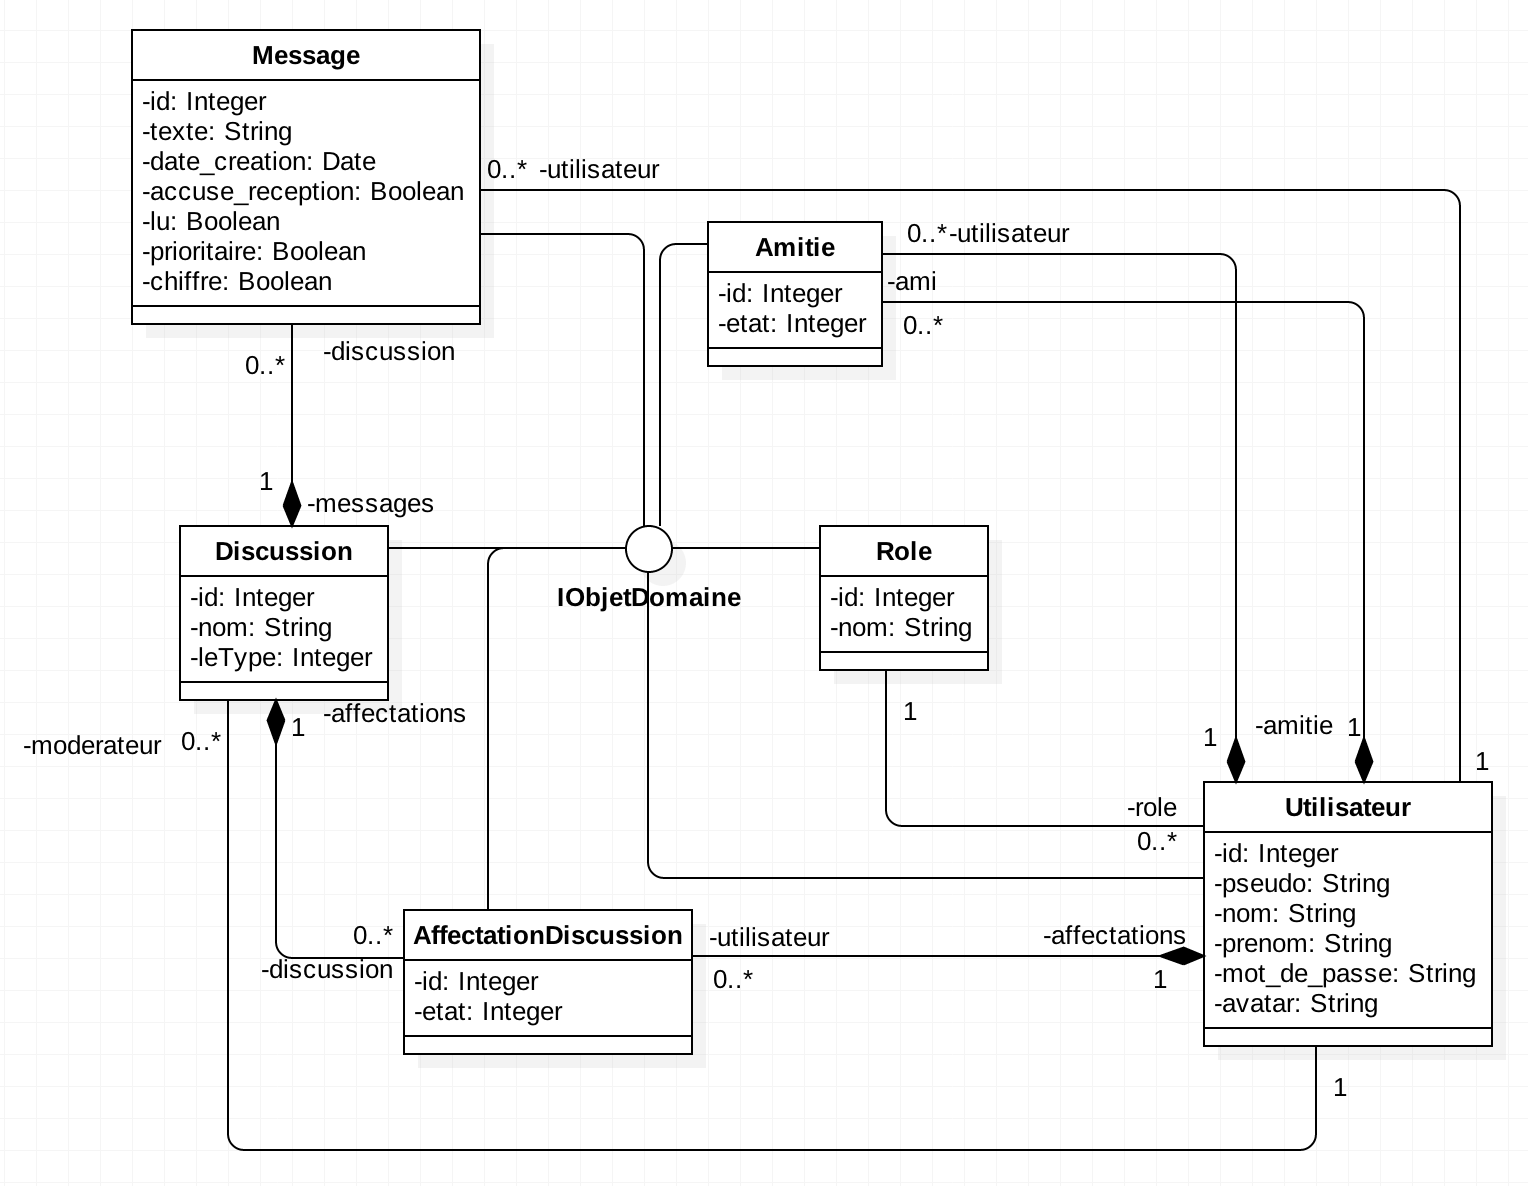 Message
-id: Integer
-texte: String
-date_creation: Date
-accuse_reception: Boolean
-lu: Boolean
-prioritaire: Boolean
-chiffre: Boolean
0..* -utilisateur
Amitie
-id: Integer
-etat: Integer
0..* -utilisateur
-ami
0..*
0..*
-discussion
1
-messages
Discussion
-id: Integer
-nom: String
-leType: Integer
IObjetDomaine
Role
-id: Integer
-nom: String
-moderateur
0..*
1
-affectations
1
1
-amitie
1
1
-role
0..*
Utilisateur
-id: Integer
-pseudo: String
-nom: String
-prenom: String
-mot_de_passe: String
-avatar: String
0..*
-discussion
AffectationDiscussion
-id: Integer
-etat: Integer
-utilisateur
0..*
-affectations
1
1